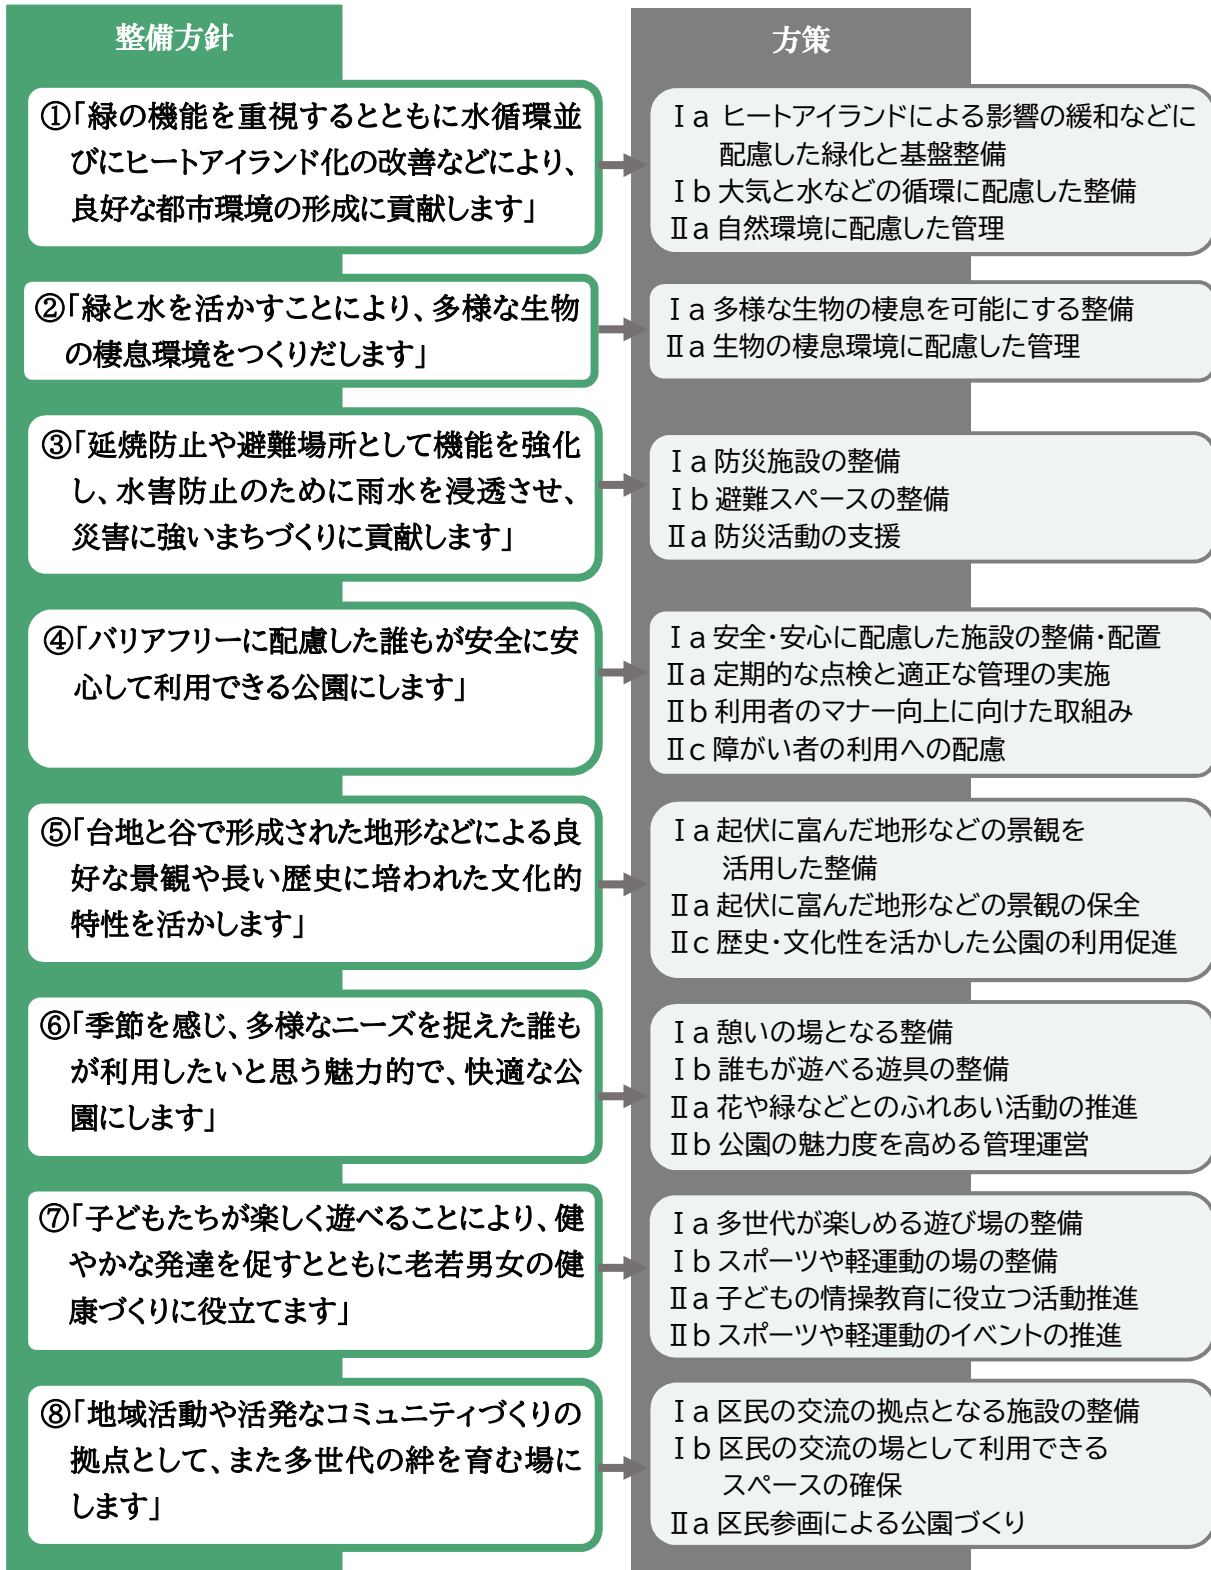 整備方針
方策
①「緑の機能を重視するとともに水循環並
びにヒートアイランド化の改善などにより、
良好な都市環境の形成に貢献します」
Ⅰa ヒートアイランドによる影響の緩和などに
配慮した緑化と基盤整備
Ⅰb 大気と水などの循環に配慮した整備
Ⅱa 自然環境に配慮した管理
②「緑と水を活かすことにより、多様な生物
の棲息環境をつくりだします」
Ⅰa 多様な生物の棲息を可能にする整備
Ⅱa 生物の棲息環境に配慮した管理
③「延焼防止や避難場所として機能を強化
し、水害防止のために雨水を浸透させ、
災害に強いまちづくりに貢献します」
Ⅰa 防災施設の整備
Ⅰb 避難スペースの整備
Ⅱa 防災活動の支援
④「バリアフリーに配慮した誰もが安全に安
心して利用できる公園にします」
Ⅰa 安全・安心に配慮した施設の整備・配置
Ⅱa 定期的な点検と適正な管理の実施
Ⅱb 利用者のマナー向上に向けた取組み
Ⅱc 障がい者の利用への配慮
⑤「台地と谷で形成された地形などによる良
好な景観や長い歴史に培われた文化的
特性を活かします」
Ⅰa 起伏に富んだ地形などの景観を
活用した整備
Ⅱa 起伏に富んだ地形などの景観の保全
Ⅱc 歴史・文化性を活かした公園の利用促進
⑥「季節を感じ、多様なニーズを捉えた誰も
が利用したいと思う魅力的で、快適な公
園にします」
Ⅰa 憩いの場となる整備
Ⅰb 誰もが遊べる遊具の整備
Ⅱa 花や緑などとのふれあい活動の推進
Ⅱb 公園の魅力度を高める管理運営
⑦「子どもたちが楽しく遊べることにより、健
やかな発達を促すとともに老若男女の健
康づくりに役立てます」
Ⅰa 多世代が楽しめる遊び場の整備
Ⅰb スポーツや軽運動の場の整備
Ⅱa 子どもの情操教育に役立つ活動推進
Ⅱb スポーツや軽運動のイベントの推進
⑧「地域活動や活発なコミュニティづくりの
拠点として、また多世代の絆を育む場に
します」
Ⅰa 区民の交流の拠点となる施設の整備
Ⅰb 区民の交流の場として利用できる
スペースの確保
Ⅱa 区民参画による公園づくり